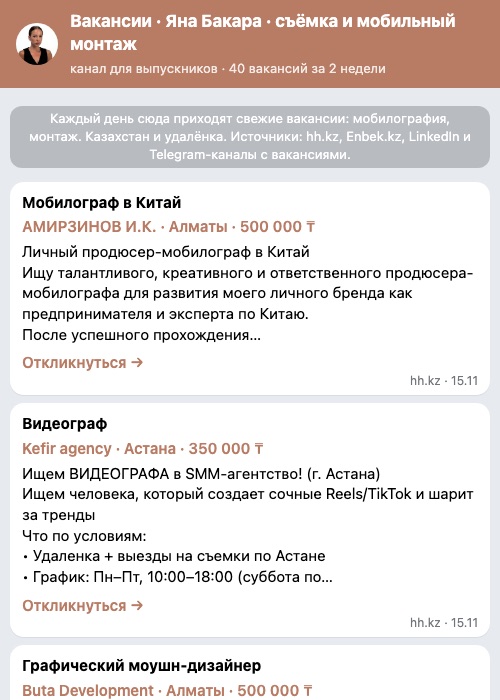 Вакансии · Яна Бакара · съёмка и мобильный
монтаж
канал для выпускников · 40 вакансий за 2 недели
Каждый день сюда приходят свежие вакансии: мобилография,
монтаж. Казахстан и удалёнка. Источники: hh.kz, Enbek.kz, LinkedIn и
Telegram-каналы с вакансиями.
Мобилограф в Китай
АМИРЗИНОВ И.К. · Алматы · 500 000 ₸
Личный продюсер-мобилограф в Китай
Ищу талантливого, креативного и ответственного продюсера-
мобилографа для развития моего личного бренда как
предпринимателя и эксперта по Китаю.
После успешного прохождения...
Откликнуться →
hh.kz · 15.11
Видеограф
Kefir agency · Астана · 350 000 ₸
Ищем ВИДЕОГРАФА в SMM-агентство! (г. Астана)
Ищем человека, который создает сочные Reels/TikTok и шарит
за тренды
Что по условиям:
• Удаленка + выезды на съемки по Астане
• График: Пн–Пт, 10:00–18:00 (суббота по...
Откликнуться →
hh.kz · 15.11
Графический моушн-дизайнер
Buta Development · Алматы · 500 000 ₸